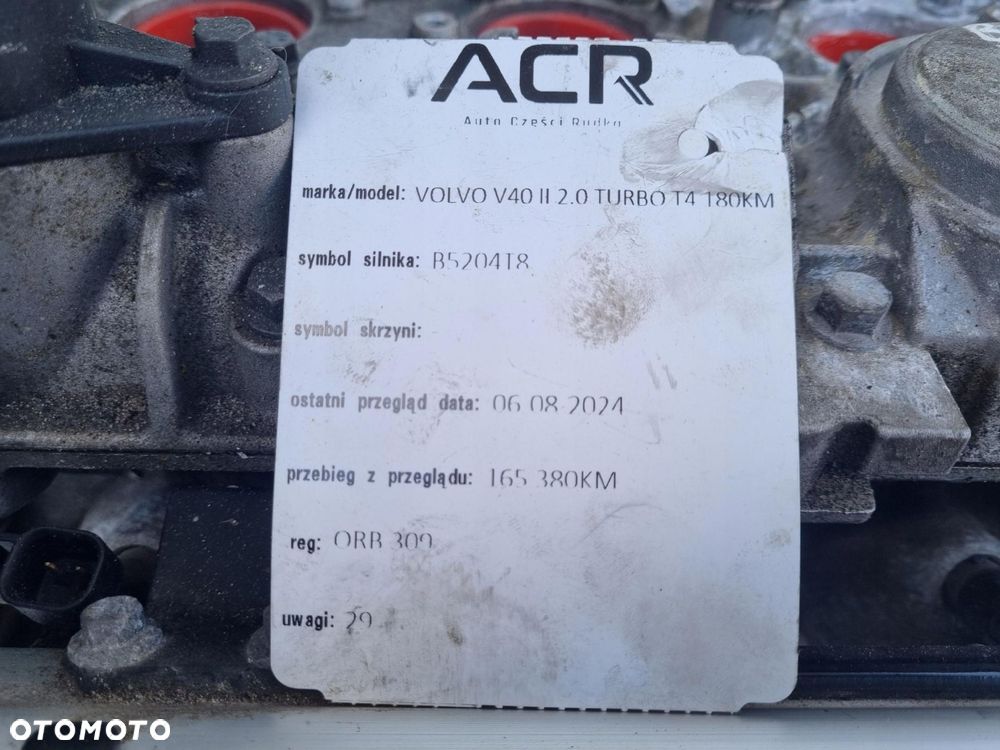 ACR
Auto Części Rudka
marka/model: VOLVO V40 II 2.0 TURBO T4 180KM
symbol silnika: B5204T8
symbol skrzyni:
ostatni przegląd data: 06.08.2024
przebieg z przeglądu: 165 380KM
reg: ORB 309
uwagi: 29
OTOMOTO